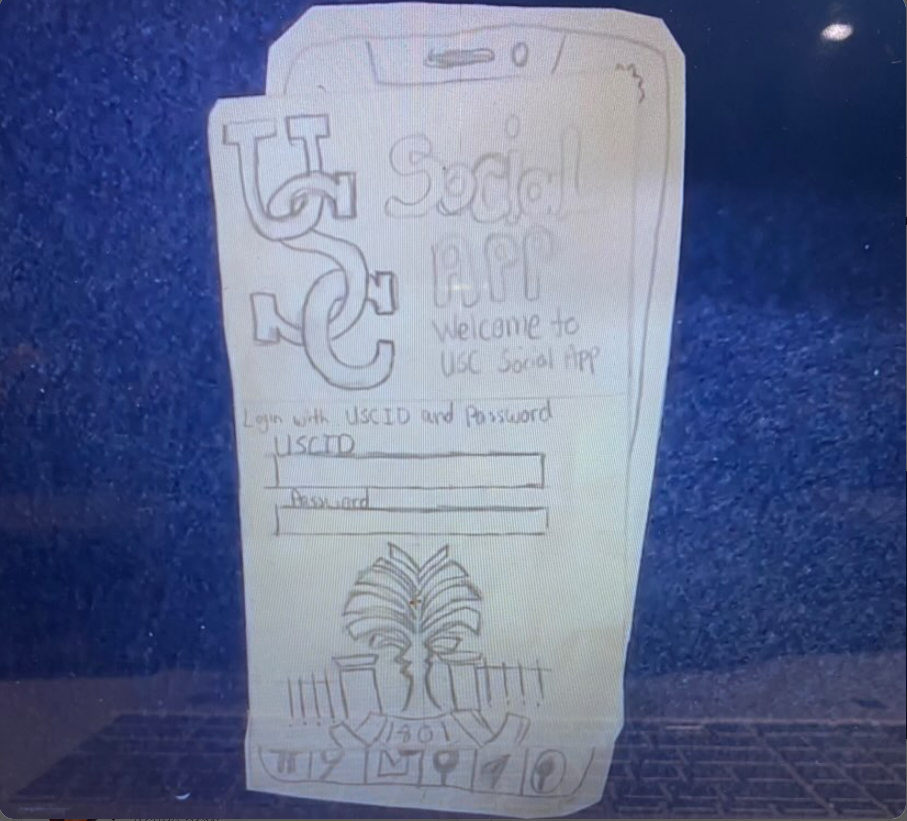 USC
Social
APP
Welcome to
USC Social App
Login with USCID and Password
USCID
Password
1801